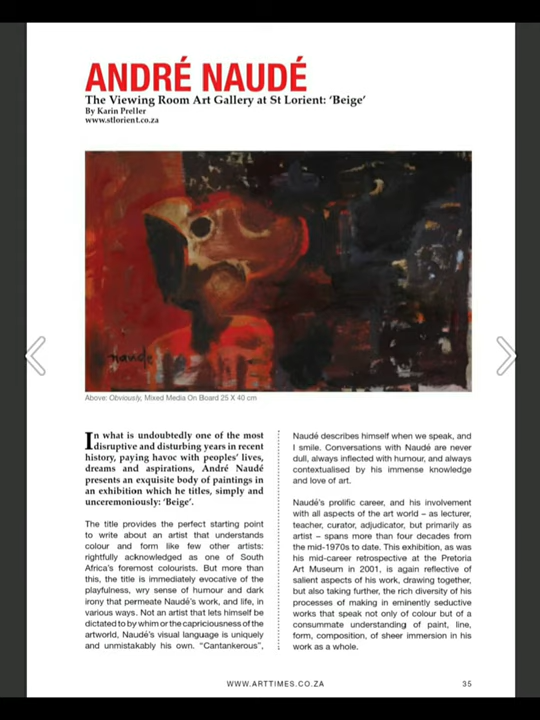 ANDRÉ NAUDÉ
The Viewing Room Art Gallery at St Lorient: ‘Beige’
By Karin Preller
www.stlorient.co.za
naudé
Above: Obviously, Mixed Media On Board 25 X 40 cm
In what is undoubtedly one of the most
disruptive and disturbing years in recent
history, paying havoc with peoples’ lives,
dreams and aspirations, André Naudé
presents an exquisite body of paintings in
an exhibition which he titles, simply and
unceremoniously: ‘Beige’.
The title provides the perfect starting point
to write about an artist that understands
colour and form like few other artists:
rightfully acknowledged as one of South
Africa’s foremost colourists. But more than
this, the title is immediately evocative of the
playfulness, wry sense of humour and dark
irony that permeate Naudé’s work, and life, in
various ways. Not an artist that lets himself be
dictated to by whim or the capriciousness of the
artworld, Naudé’s visual language is uniquely
and unmistakably his own. “Cantankerous”,
Naudé describes himself when we speak, and
I smile. Conversations with Naudé are never
dull, always inflected with humour, and always
contextualised by his immense knowledge
and love of art.
Naudé’s prolific career, and his involvement
with all aspects of the art world – as lecturer,
teacher, curator, adjudicator, but primarily as
artist – spans more than four decades from
the mid-1970s to date. This exhibition, as was
his mid-career retrospective at the Pretoria
Art Museum in 2001, is again reflective of
salient aspects of his work, drawing together,
but also taking further, the rich diversity of his
processes of making in eminently seductive
works that speak not only of colour but of a
consummate understanding of paint, line,
form, composition, of sheer immersion in his
work as a whole.
WWW.ARTTIMES.CO.ZA
35